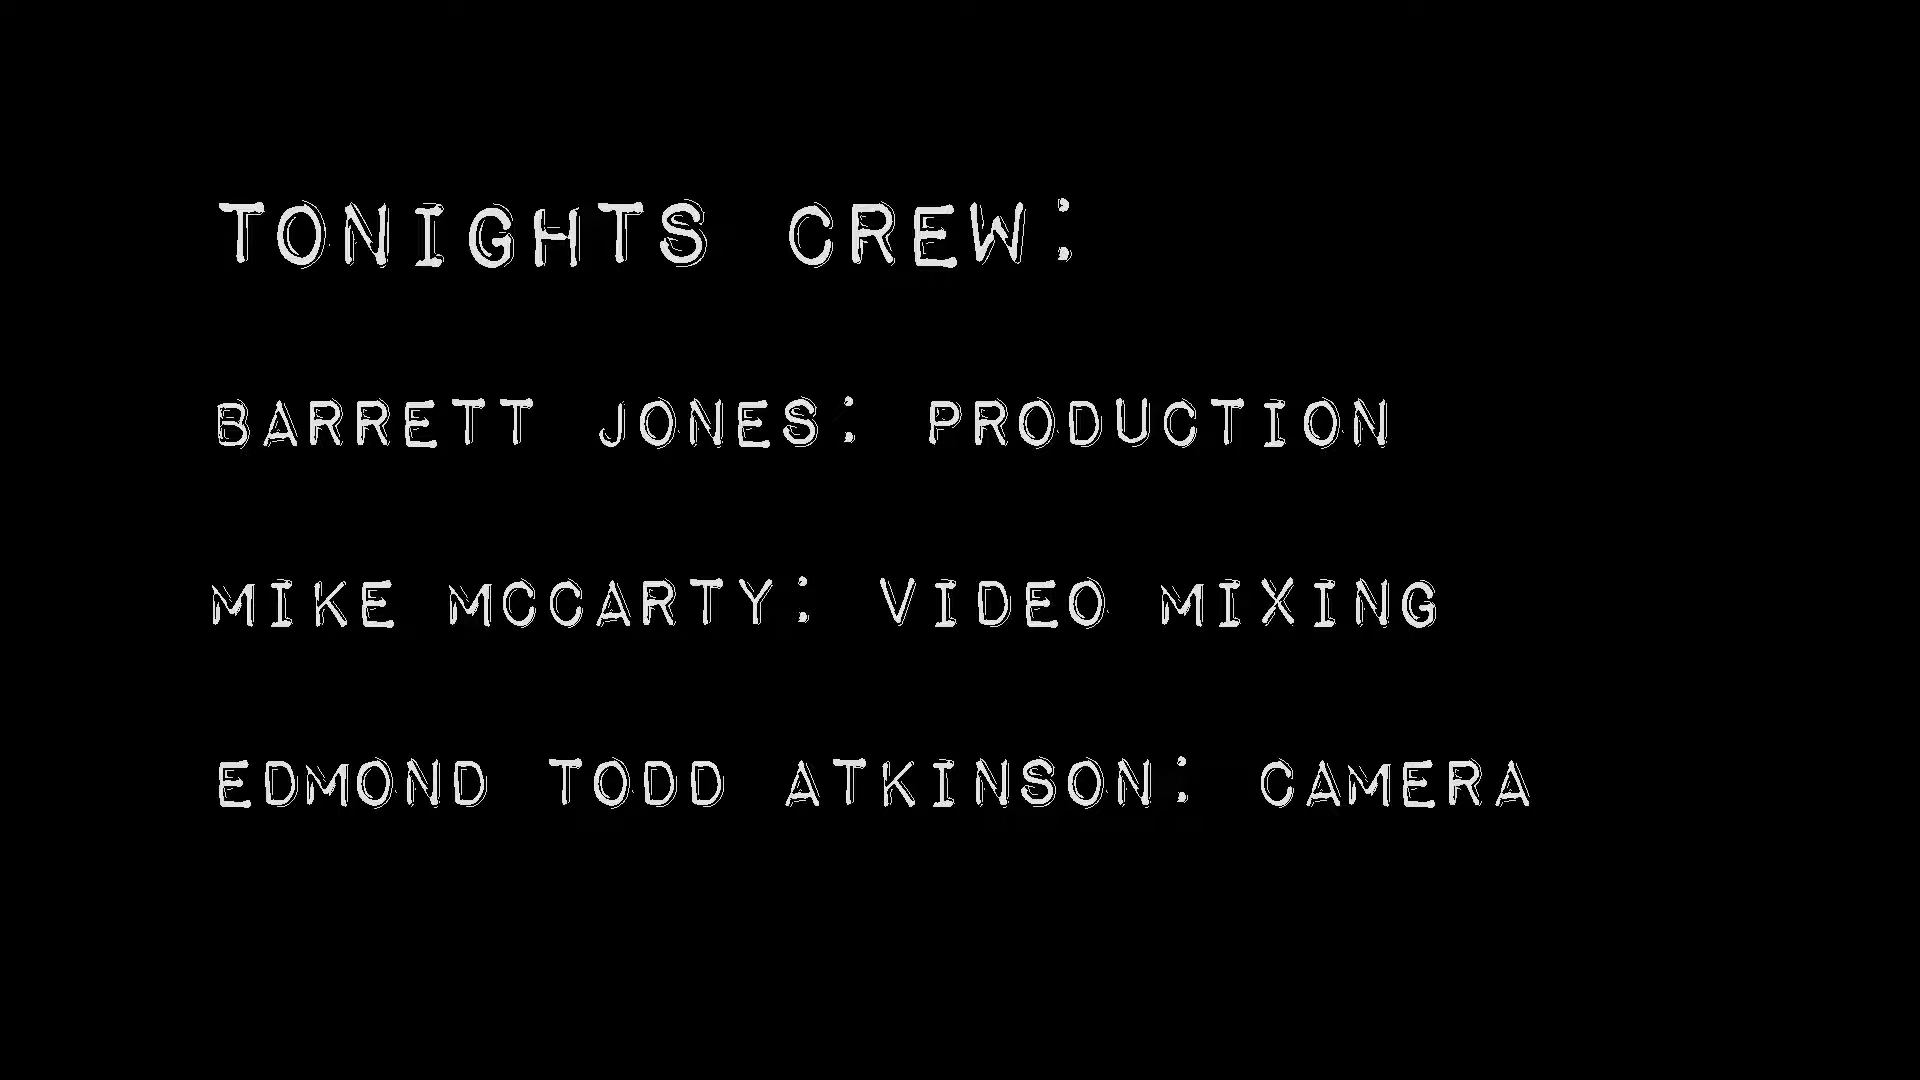 TONIGHTS CREW:
BARRETT JONES: PRODUCTION
MIKE MCCARTY: VIDEO MIXING
EDMOND TODD ATKINSON: CAMERA